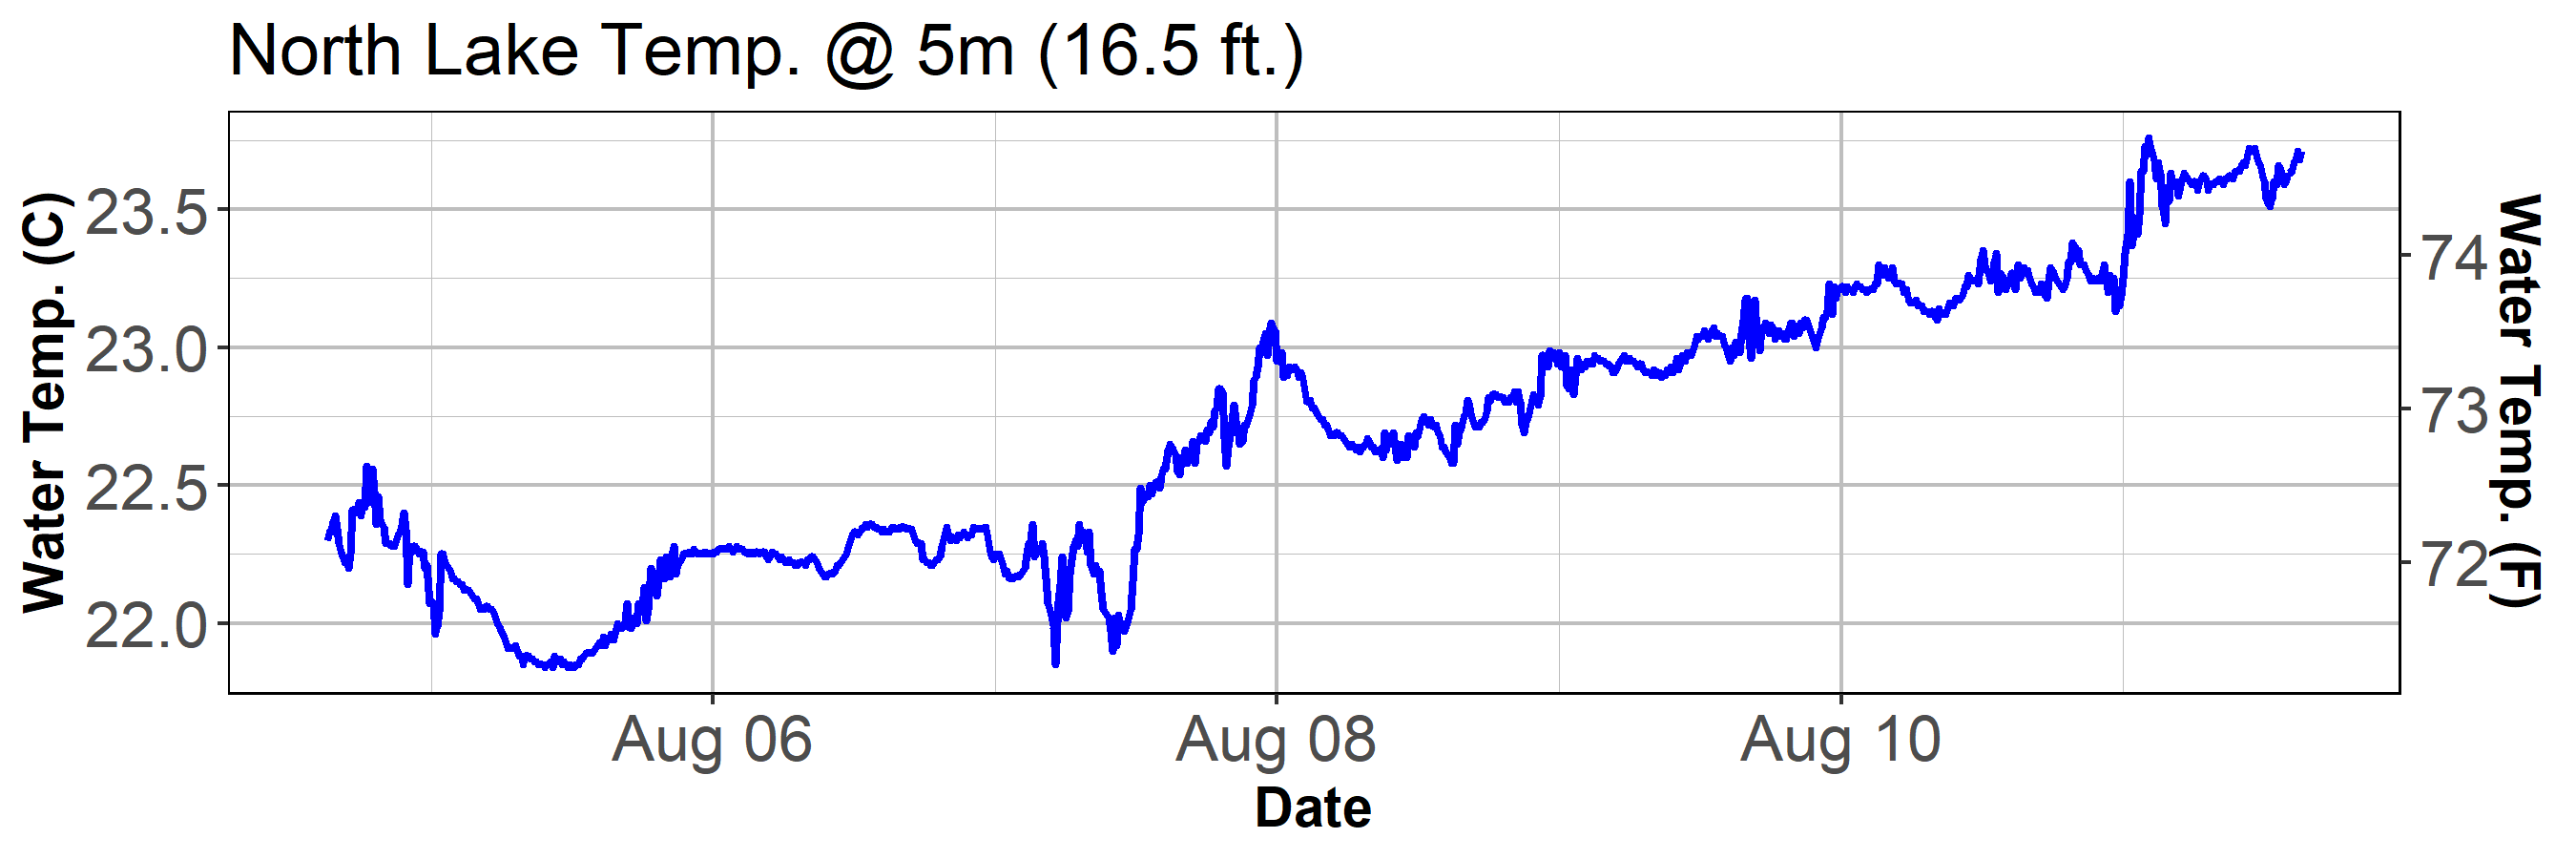 North Lake Temp. @ 5m (16.5 ft.)
Water Temp. (C)
23.5
23.0
22.5
22.0
74
73
72
Water Temp. (F)
Aug 06
Aug 08
Aug 10
Date